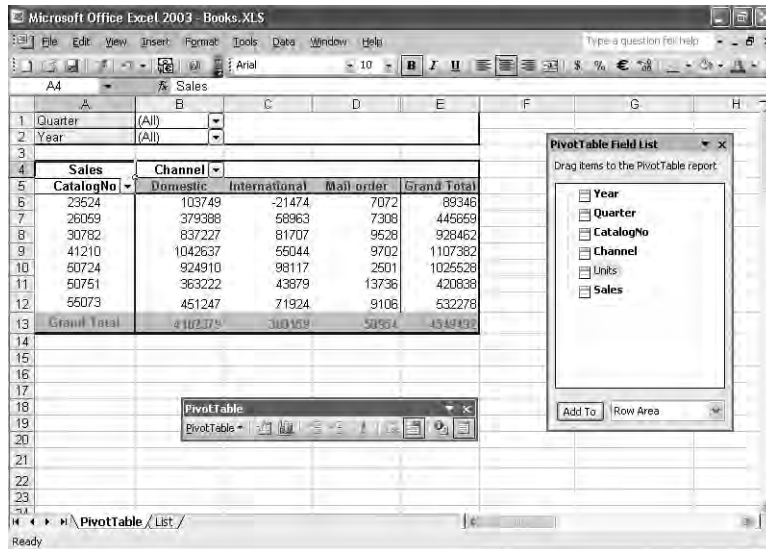 Microsoft Office Excel 2003 - Books.XLS
File Edit View Insert Format Tools Data Window Help Type a question for help
Arial 10 B I U $ % €
A4 fx Sales
A B C D E F G H
1 Quarter (All)
2 Year (All)
3
4 Sales Channel
5 CatalogNo Domestic International Mail order Grand Total
6 23524 103749 -21474 7072 89346
7 26059 379388 58963 7308 445659
8 30782 837227 81707 9528 928462
9 41210 1042637 55044 9702 1107382
10 50724 924910 98117 2501 1025528
11 50751 363222 43879 13736 420838
12 55073 451247 71924 9106 532278
13 Grand Total 4102379 388159 58954 4549492
14
15
16
17
18
19
20
21
22
23
24
PivotTable Field List
Drag items to the PivotTable report
Year
Quarter
CatalogNo
Channel
Units
Sales
Add To Row Area
PivotTable
PivotTable
PivotTable List
Ready